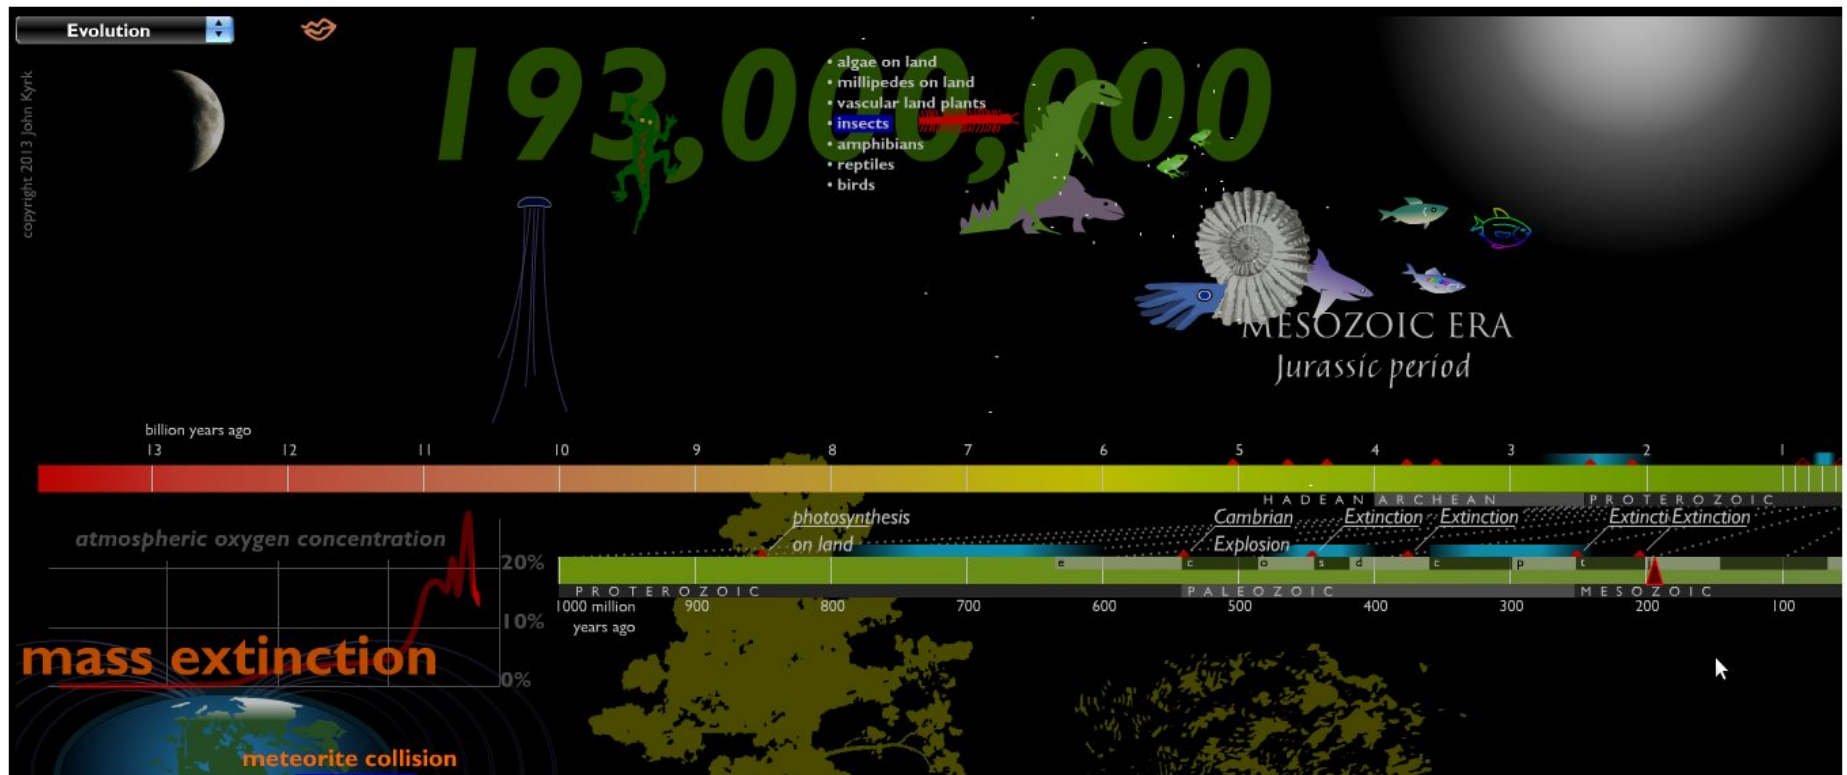 Evolution
copyright 2013 John Kyrk
193,000,000
• algae on land
• millipedes on land
• vascular land plants
• insects
• amphibians
• reptiles
• birds
MESOZOIC ERA
Jurassic period
billion years ago
13 12 11 10 9 8 7 6 5 4 3 2 1
HADEAN ARCHEAN PROTEROZOIC
atmospheric oxygen concentration
20%
10%
0%
photosynthesis
on land
Cambrian
Explosion
Extinction
Extinction
Extincti
Extinction
e c o s d c p t
PROTEROZOIC PALEOZOIC MESOZOIC
1000 million 900 800 700 600 500 400 300 200 100
years ago
mass extinction
meteorite collision